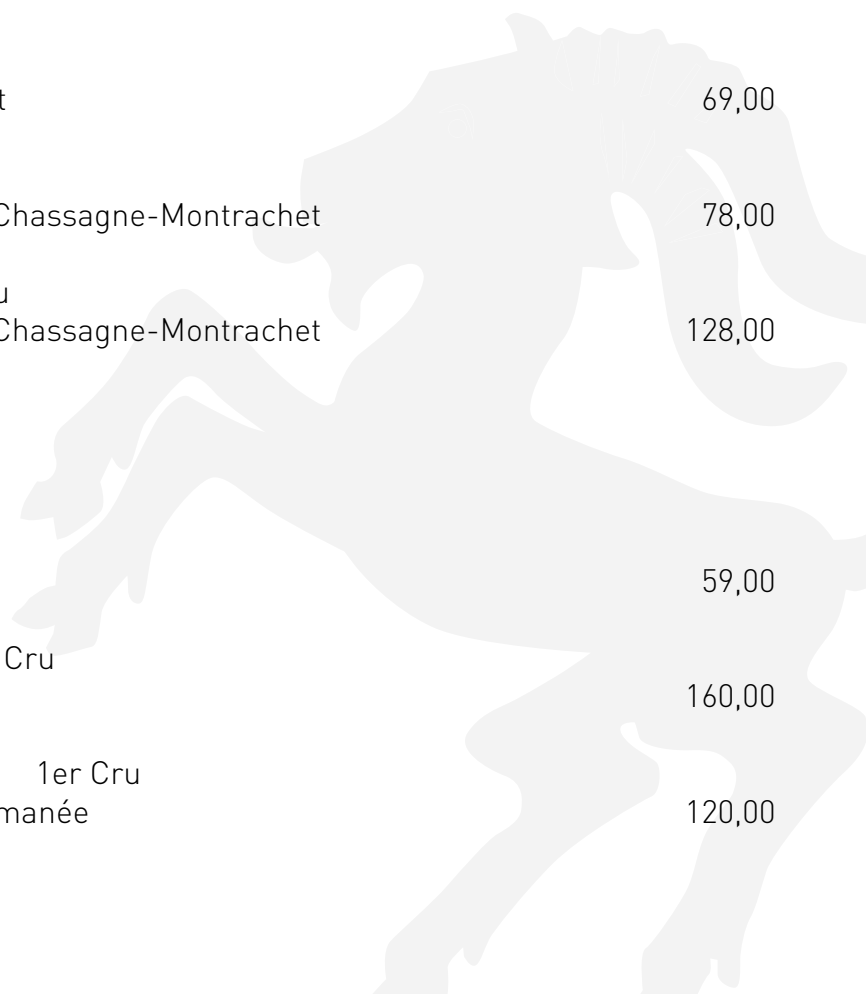 t 69,00
Chassagne-Montrachet 78,00
u
Chassagne-Montrachet 128,00
59,00
Cru
160,00
1er Cru
manée 120,00